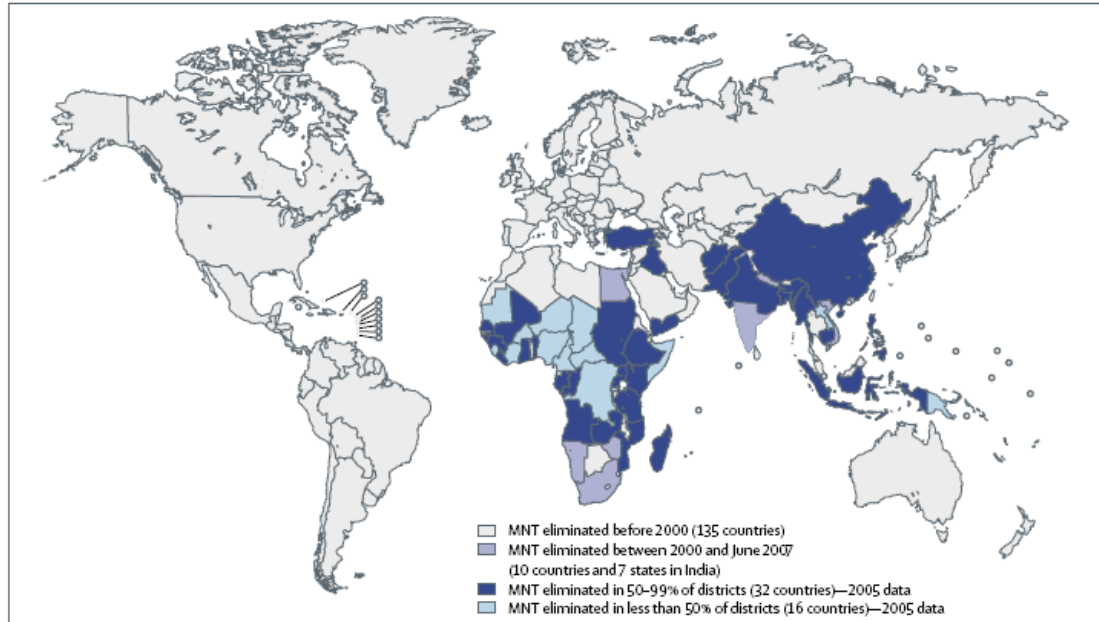 MNT eliminated before 2000 (135 countries)
MNT eliminated between 2000 and June 2007
(10 countries and 7 states in India)
MNT eliminated in 50–99% of districts (32 countries)—2005 data
MNT eliminated in less than 50% of districts (16 countries)—2005 data